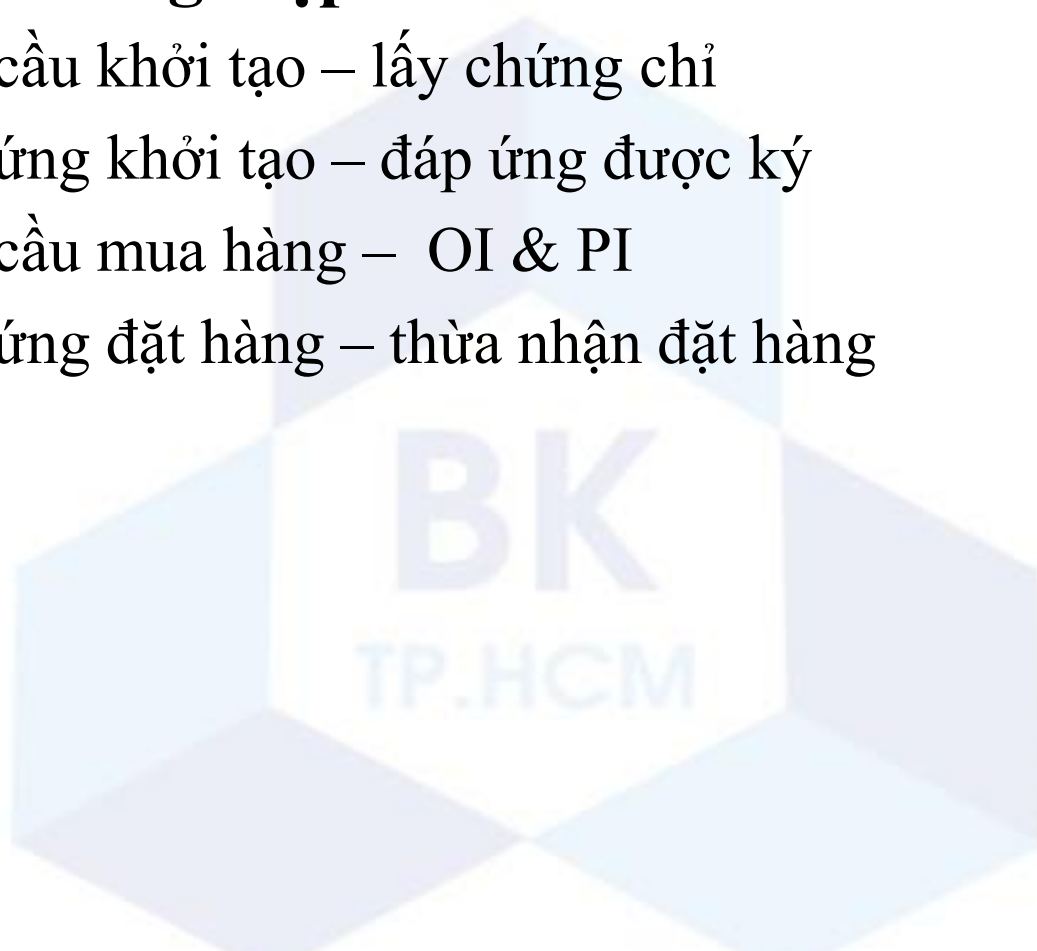 cầu khởi tạo – lấy chứng chỉ
ứng khởi tạo – đáp ứng được ký
cầu mua hàng – OI & PI
ứng đặt hàng – thừa nhận đặt hàng
BK
TP.HCM